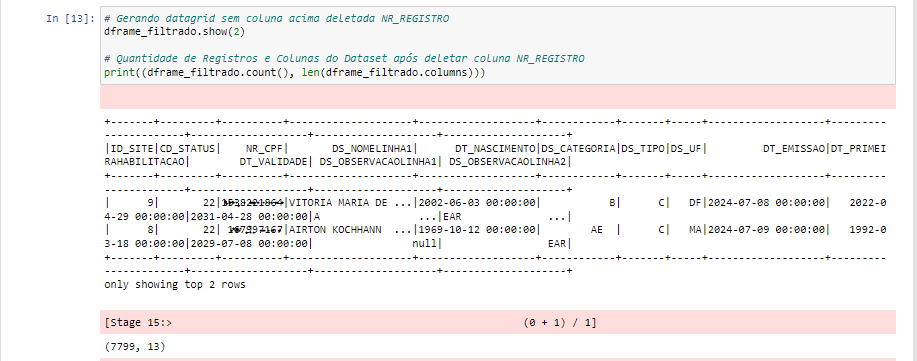 In [13]: # Gerando datagrid sem coluna acima deletada NR_REGISTRO
dframe_filtrado.show(2)
# Quantidade de Registros e Colunas do Dataset após deletar coluna NR_REGISTRO
print((dframe_filtrado.count(), len(dframe_filtrado.columns)))
+-------+---------+----------+--------------------+-------------------+------------+-------+-----+-------------------+---------
-------------+-------------------+--------------------+--------------------+
|ID_SITE|CD_STATUS|    NR_CPF|       DS_NOMELINHA1|      DT_NASCIMENTO|DS_CATEGORIA|DS_TIPO|DS_UF|         DT_EMISSAO|DT_PRIMEI
RAHABILITACAO|        DT_VALIDADE| DS_OBSERVACAOLINHA1| DS_OBSERVACAOLINHA2|
+-------+---------+----------+--------------------+-------------------+------------+-------+-----+-------------------+---------
-------------+-------------------+--------------------+--------------------+
|      9|       22| |VITORIA MARIA DE ...|2002-06-03 00:00:00|           B|      C|   DF|2024-07-08 00:00:00|   2022-0
4-29 00:00:00|2031-04-28 00:00:00|A                ...|EAR              ...|
|      8|       22| |AIRTON KOCHHANN  ...|1969-10-12 00:00:00|        AE  |      C|   MA|2024-07-09 00:00:00|   1992-0
3-18 00:00:00|2029-07-08 00:00:00|                null|                 EAR|
+-------+---------+----------+--------------------+-------------------+------------+-------+-----+-------------------+---------
-------------+-------------------+--------------------+--------------------+
only showing top 2 rows
[Stage 15:>                                                         (0 + 1) / 1]
(7799, 13)